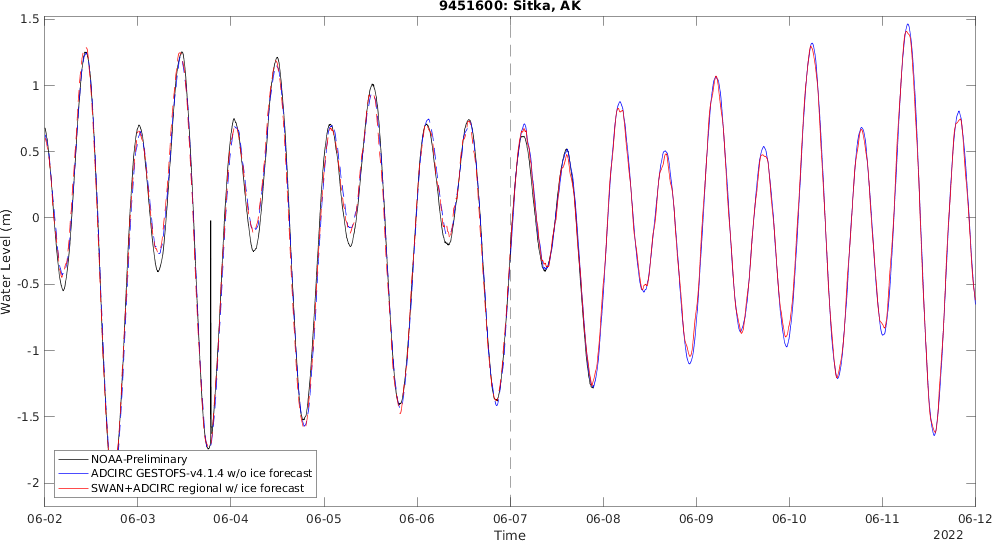 9451600: Sitka, AK
1.5
1
0.5
0
-0.5
-1
-1.5
-2
Water Level (m)
NOAA-Preliminary
ADCIRC GESTOFS-v4.1.4 w/o ice forecast
SWAN+ADCIRC regional w/ ice forecast
06-02 06-03 06-04 06-05 06-06 06-07 06-08 06-09 06-10 06-11 06-12
Time
2022